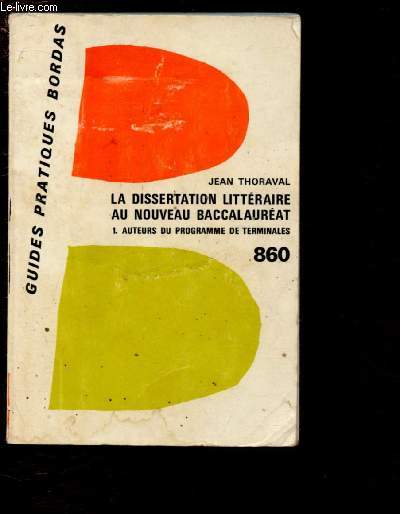 Le-livre.com
GUIDES PRATIQUES BORDAS
JEAN THORAVAL
LA DISSERTATION LITTÉRAIRE
AU NOUVEAU BACCALAURÉAT
1. AUTEURS DU PROGRAMME DE TERMINALES
860